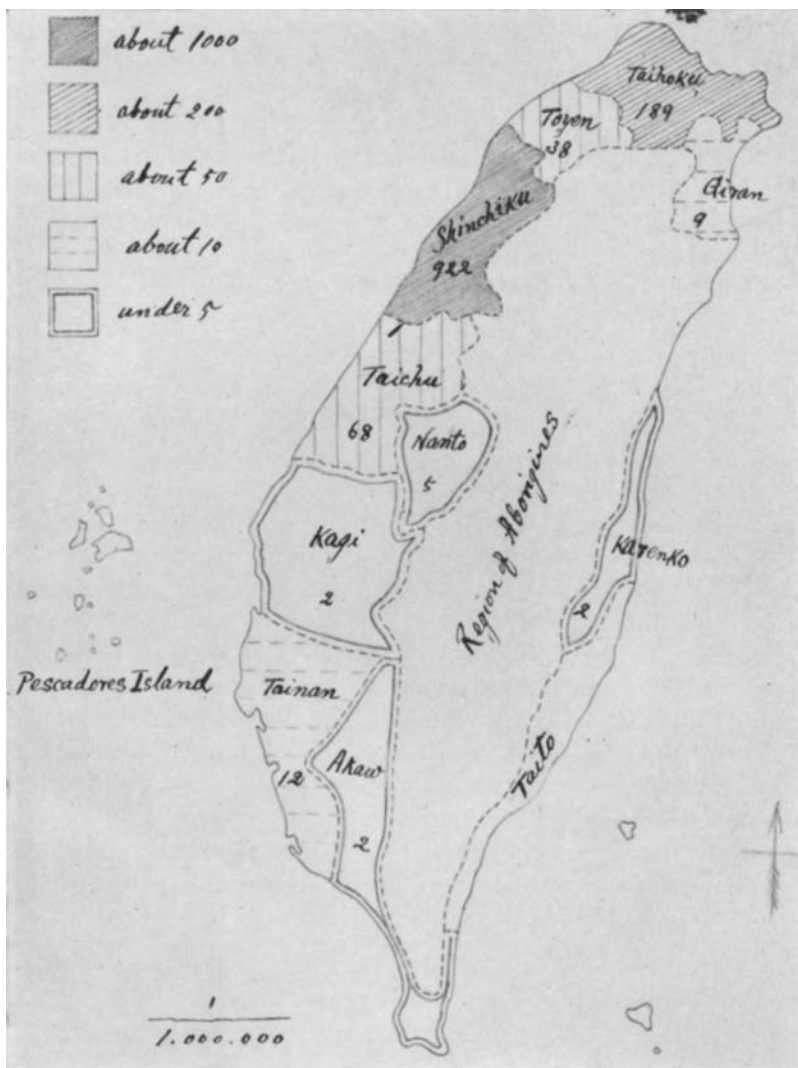 about 1000
about 200
about 50
about 10
under 5
Taihoku
189
Toyen
38
Giran
9
Shinchiku
922
Taichu
68
Nanto
5
Kagi
2
Region of Aborigines
Karenko
2
Pescadores Island
Tainan
12
Akaw
2
Taito
1
1.000.000